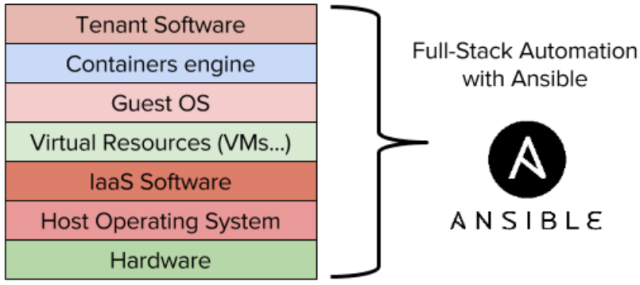 Tenant Software
Containers engine
Guest OS
Virtual Resources (VMs...)
IaaS Software
Host Operating System
Hardware
Full-Stack Automation
with Ansible
A
ANSIBLE